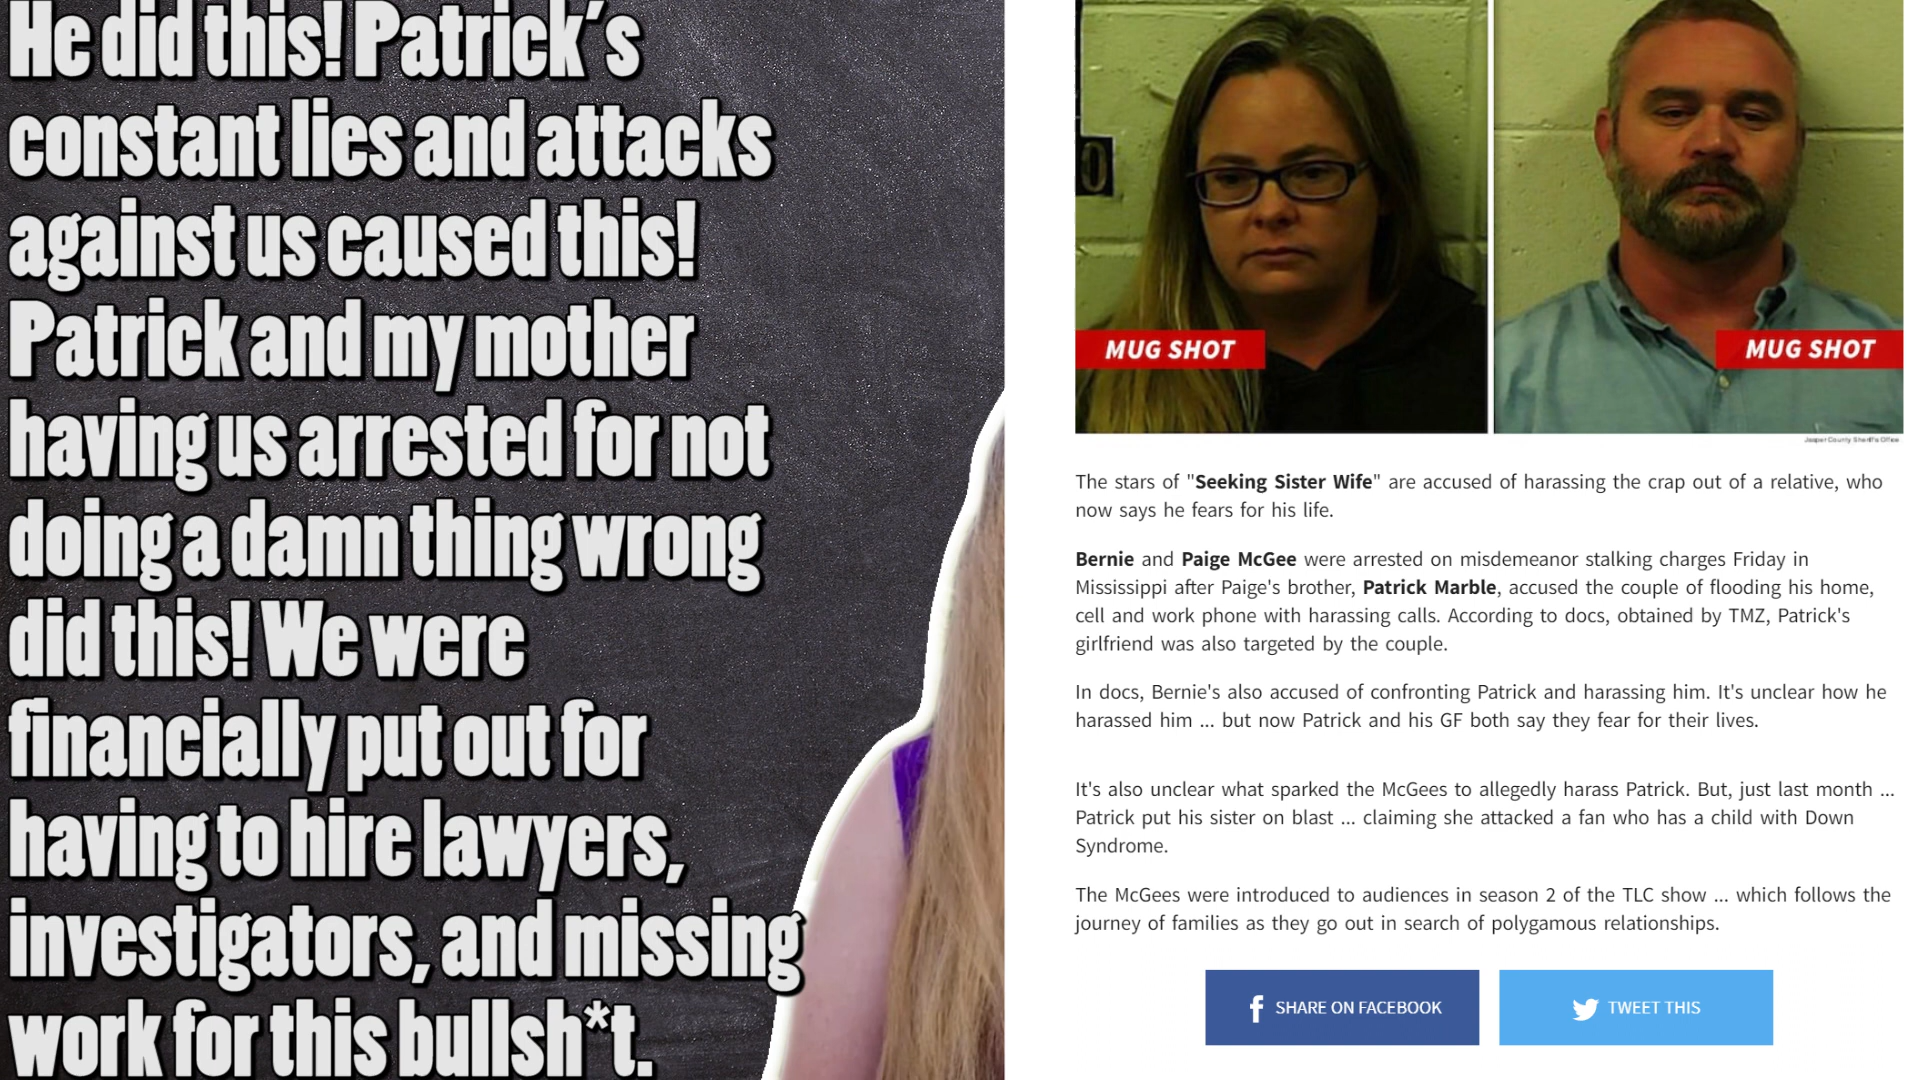 He did this! Patrick's
constant lies and attacks
against us caused this!
Patrick and my mother
having us arrested for not
doing a damn thing wrong
did this! We were
financially put out for
having to hire lawyers,
investigators, and missing
work for this bullsh*t.
0
MUG SHOT
MUG SHOT
Jasper County Sheriff's Office
The stars of "Seeking Sister Wife" are accused of harassing the crap out of a relative, who
now says he fears for his life.
Bernie and Paige McGee were arrested on misdemeanor stalking charges Friday in
Mississippi after Paige's brother, Patrick Marble, accused the couple of flooding his home,
cell and work phone with harassing calls. According to docs, obtained by TMZ, Patrick's
girlfriend was also targeted by the couple.
In docs, Bernie's also accused of confronting Patrick and harassing him. It's unclear how he
harassed him ... but now Patrick and his GF both say they fear for their lives.
It's also unclear what sparked the McGees to allegedly harass Patrick. But, just last month ...
Patrick put his sister on blast ... claiming she attacked a fan who has a child with Down
Syndrome.
The McGees were introduced to audiences in season 2 of the TLC show ... which follows the
journey of families as they go out in search of polygamous relationships.
f SHARE ON FACEBOOK
TWEET THIS